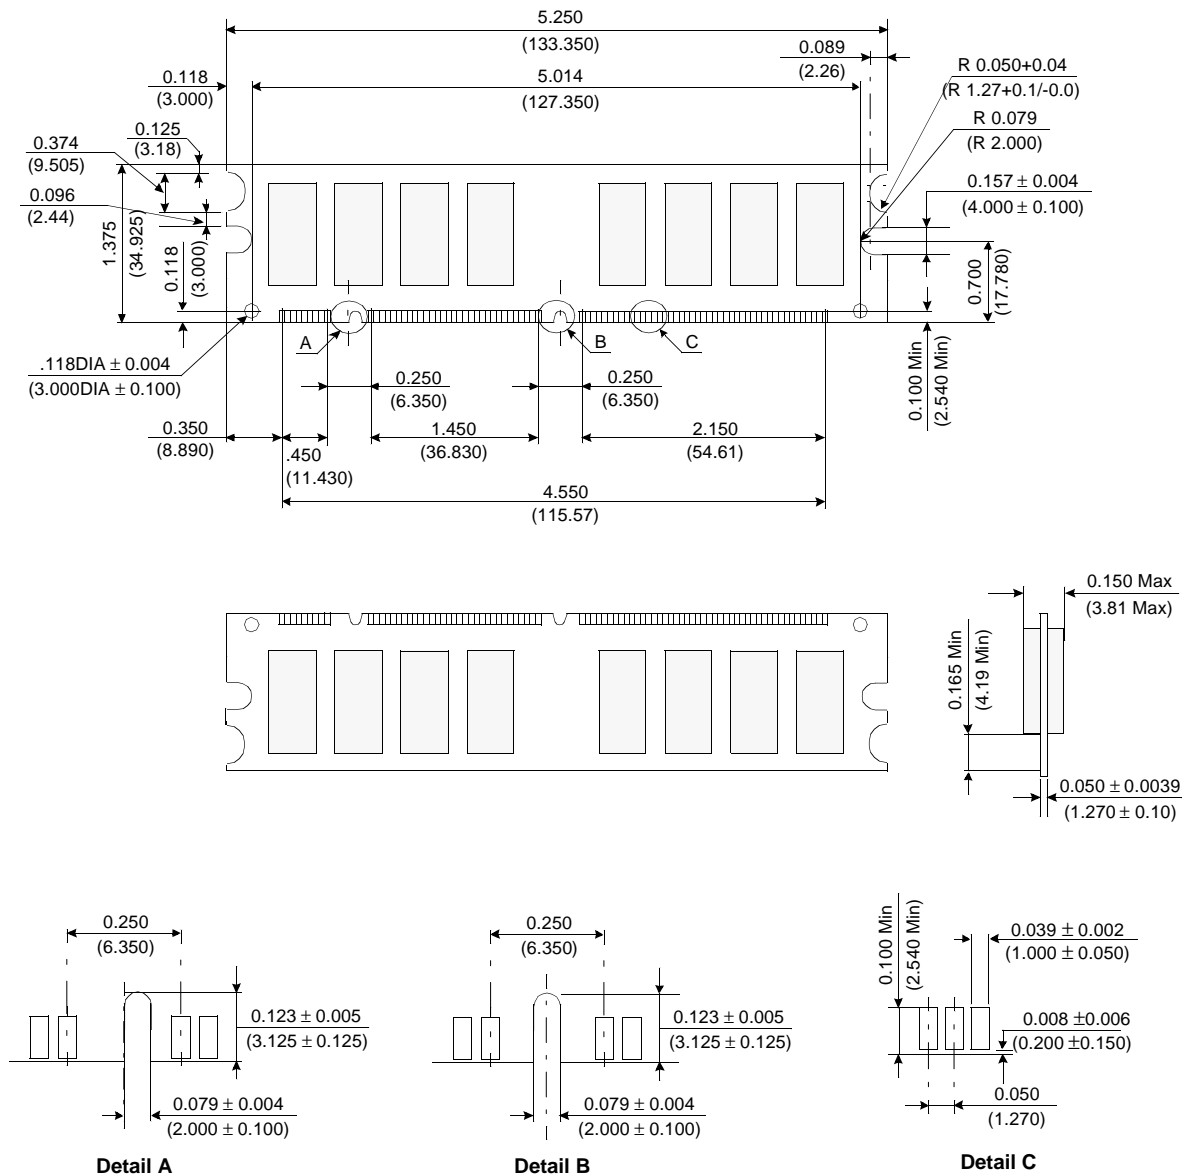 5.250
(133.350)
0.089
(2.26)
R 0.050+0.04
(R 1.27+0.1/-0.0)
0.118
(3.000)
5.014
(127.350)
R 0.079
(R 2.000)
0.125
(3.18)
0.374
(9.505)
0.157 ± 0.004
(4.000 ± 0.100)
0.096
(2.44)
1.375
(34.925)
0.118
(3.000)
0.700
(17.780)
A
B
C
.118DIA ± 0.004
(3.000DIA ± 0.100)
0.250
(6.350)
0.250
(6.350)
0.100 Min
(2.540 Min)
0.350
(8.890)
.450
(11.430)
1.450
(36.830)
2.150
(54.61)
4.550
(115.57)
0.150 Max
(3.81 Max)
0.165 Min
(4.19 Min)
0.050 ± 0.0039
(1.270 ± 0.10)
0.250
(6.350)
0.123 ± 0.005
(3.125 ± 0.125)
0.079 ± 0.004
(2.000 ± 0.100)
Detail A
0.250
(6.350)
0.123 ± 0.005
(3.125 ± 0.125)
0.079 ± 0.004
(2.000 ± 0.100)
Detail B
0.100 Min
(2.540 Min)
0.039 ± 0.002
(1.000 ± 0.050)
0.008 ±0.006
(0.200 ±0.150)
0.050
(1.270)
Detail C